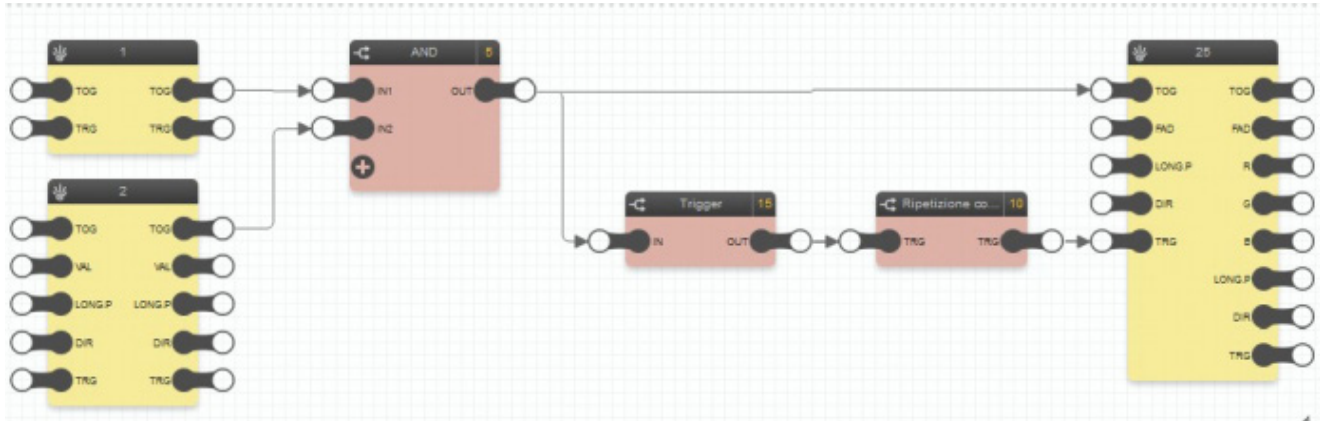 1
TOG TOG
TRG TRG
2
TOG TOG
VAL VAL
LONG.P LONG.P
DIR DIR
TRG TRG
AND 5
IN1 OUT
IN2
Trigger 15
IN OUT
Ripetizione co... 10
TRG TRG
25
TOG TOG
FAD FAD
LONG.P R
DIR G
TRG B
LONG.P
DIR
TRG